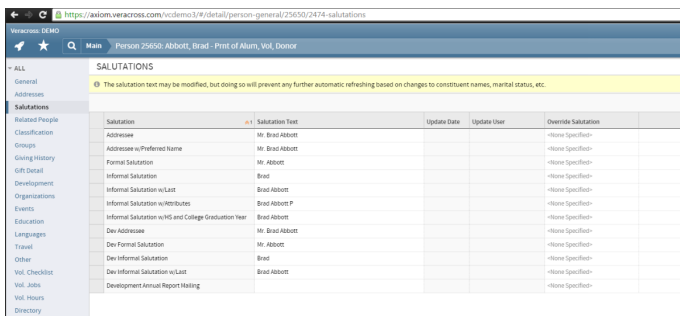 https://axiom.veracross.com/vcdemo3/#/detail/person-general/25650/2474-salutations
Veracross: DEMO
Main Person 25650: Abbott, Brad - Prnt of Alum, Vol, Donor
ALL
General
Addresses
Salutations
Related People
Classification
Groups
Giving History
Gift Detail
Development
Organizations
Events
Education
Languages
Travel
Other
Vol. Checklist
Vol. Jobs
Vol. Hours
Directory
SALUTATIONS
The salutation text may be modified, but doing so will prevent any further automatic refreshing based on changes to constituent names, marital status, etc.
Salutation Salutation Text Update Date Update User Override Salutation
Addressee Mr. Brad Abbott <None Specified>
Addressee w/Preferred Name Mr. Brad Abbott <None Specified>
Formal Salutation Mr. Abbott <None Specified>
Informal Salutation Brad <None Specified>
Informal Salutation w/Last Brad Abbott <None Specified>
Informal Salutation w/Attributes Brad Abbott P <None Specified>
Informal Salutation w/HS and College Graduation Year Brad Abbott <None Specified>
Dev Addressee Mr. Brad Abbott <None Specified>
Dev Formal Salutation Mr. Abbott <None Specified>
Dev Informal Salutation Brad <None Specified>
Dev Informal Salutation w/Last Brad Abbott <None Specified>
Development Annual Report Mailing <None Specified>